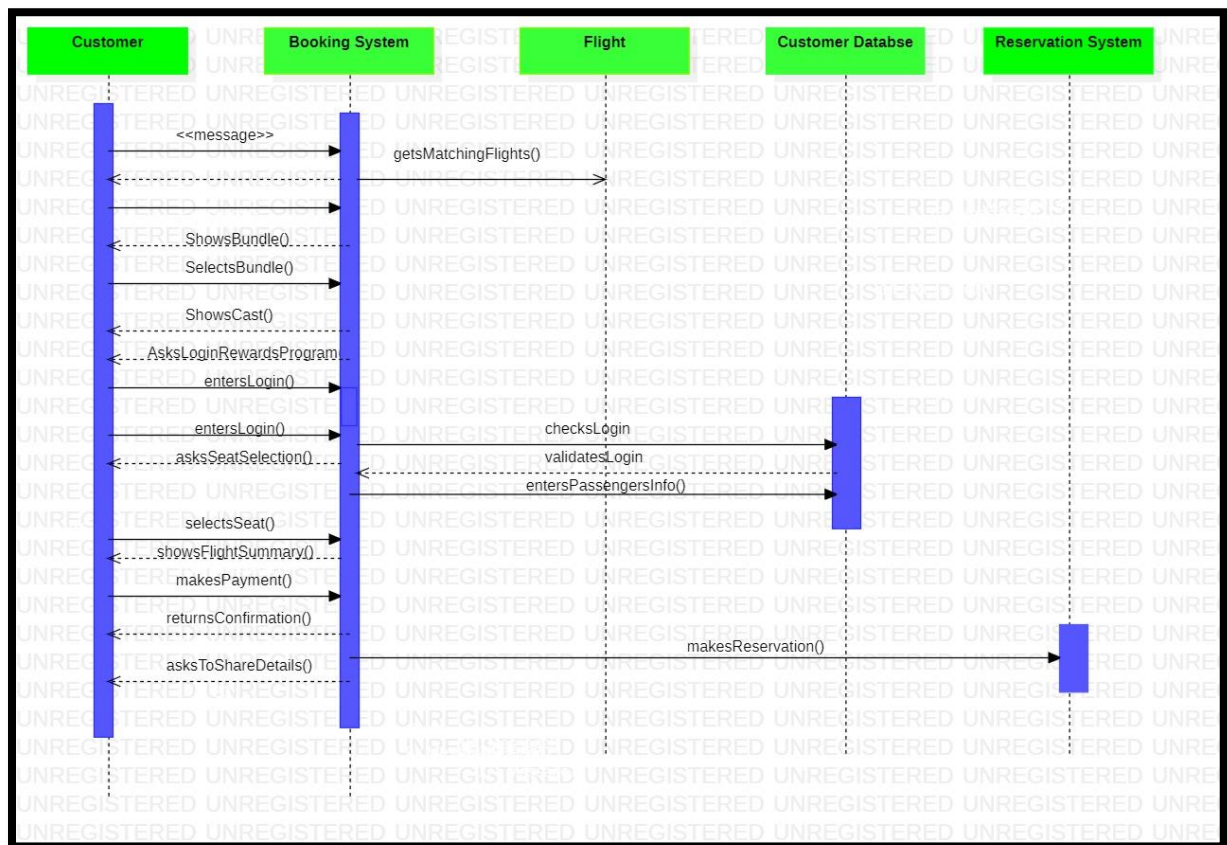 Customer
Booking System
Flight
Customer Databse
Reservation System
<<message>>
getsMatchingFlights()
ShowsBundle()
SelectsBundle()
ShowsCast()
AsksLoginRewardsProgram
entersLogin()
entersLogin()
checksLogin
asksSeatSelection()
validatesLogin
entersPassengersInfo()
selectsSeat()
showsFlightSummary()
makesPayment()
returnsConfirmation()
makesReservation()
asksToShareDetails()
UNREGISTERED